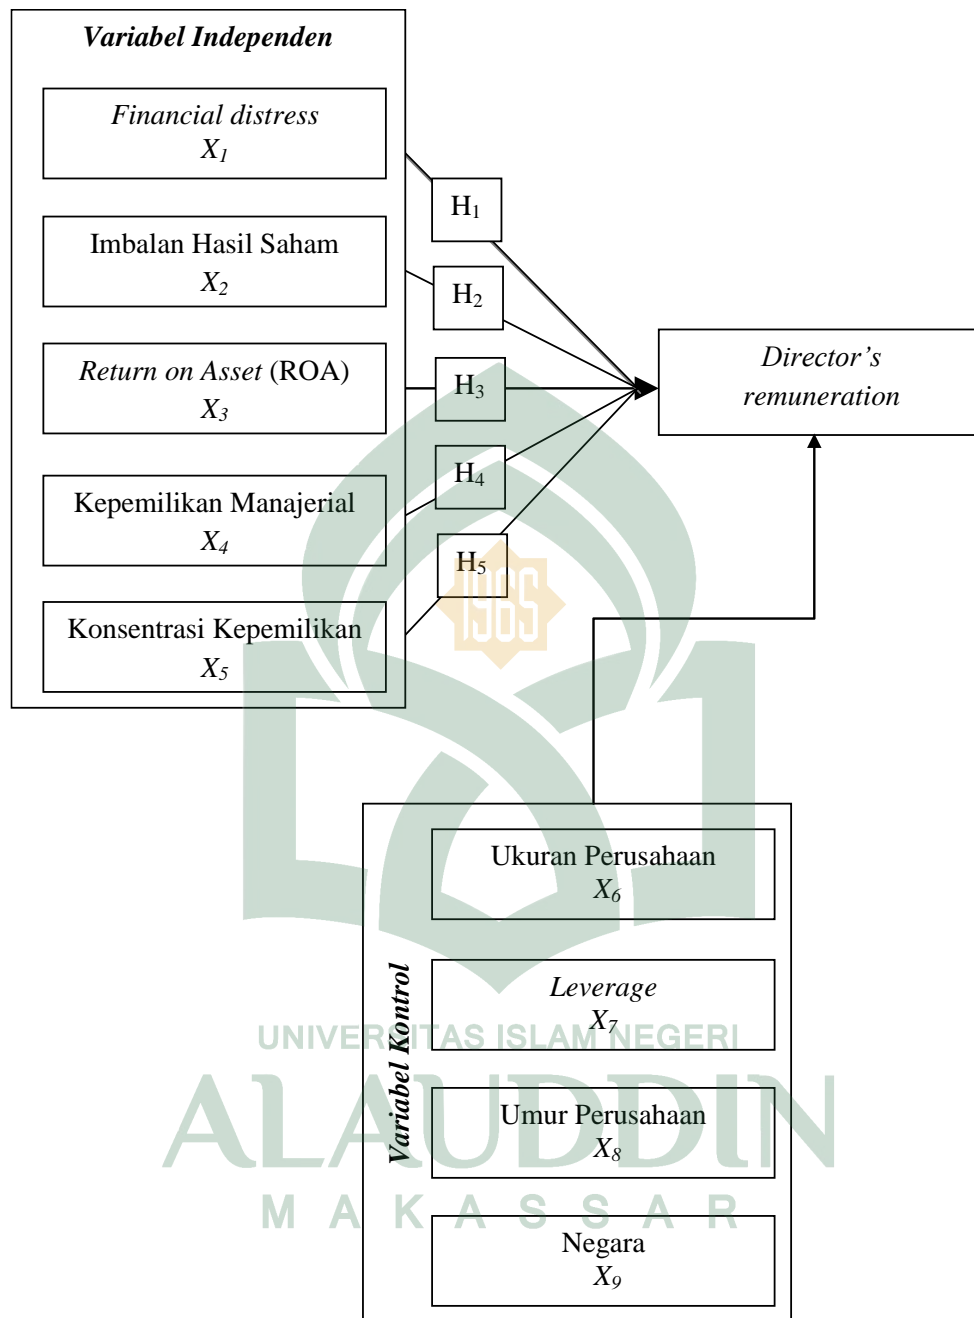 Variabel Independen
Financial distress
X1
H1
Imbalan Hasil Saham
X2
H2
Return on Asset (ROA)
X3
H3
Director’s
remuneration
Kepemilikan Manajerial
X4
H4
Konsentrasi Kepemilikan
X5
H5
1965
Variabel Kontrol
Ukuran Perusahaan
X6
Leverage
X7
Umur Perusahaan
X8
Negara
X9
UNIVERSITAS ISLAM NEGERI
ALAUDDIN
MAKASSAR